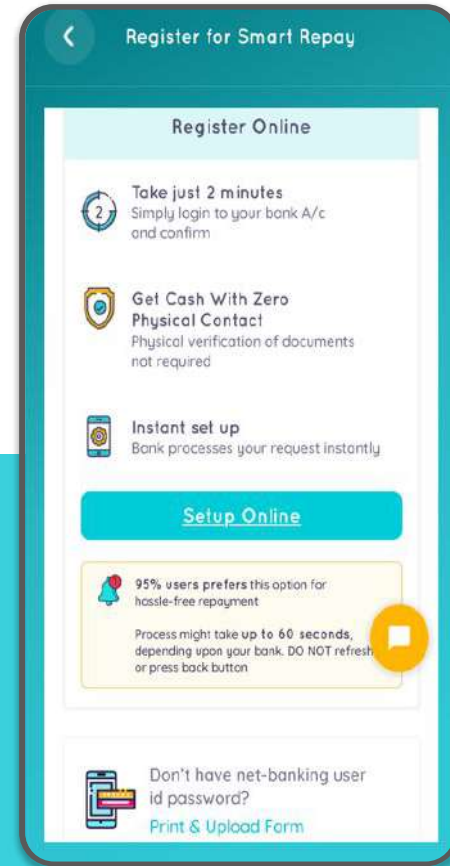 Register for Smart Repay
Register Online
2
Take just 2 minutes
Simply login to your bank A/c
and confirm
Get Cash With Zero
Physical Contact
Physical verification of documents
not required
Instant set up
Bank processes your request instantly
Setup Online
95% users prefers this option for
hassle-free repayment
Process might take up to 60 seconds,
depending upon your bank. DO NOT refresh
or press back button
Don't have net-banking user
id password?
Print & Upload Form